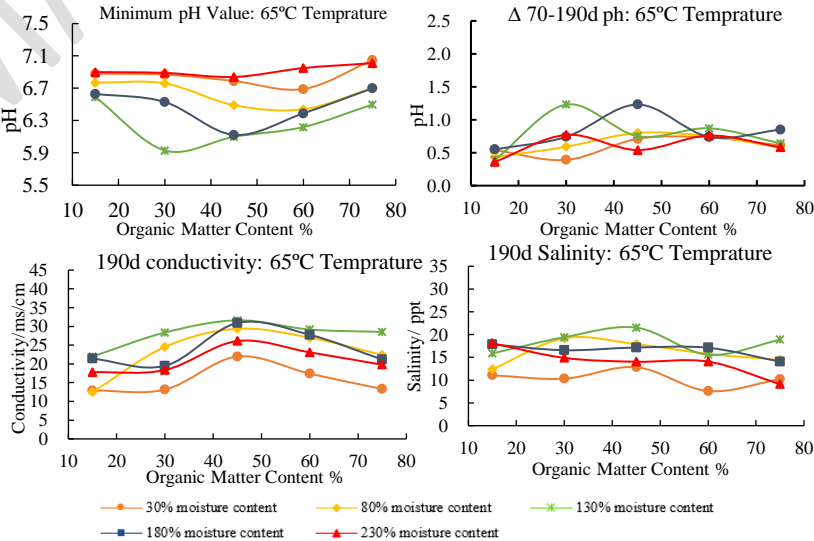 Minimum pH Value: 65ºC Temprature
7.5
7.1
6.7
6.3
5.9
5.5
pH
10 20 30 40 50 60 70 80
Organic Matter Content %
Δ 70-190d ph: 65ºC Temprature
2.5
2.0
1.5
1.0
0.5
0.0
pH
10 20 30 40 50 60 70 80
Organic Matter Content %
190d conductivity: 65ºC Temprature
45
40
35
30
25
20
15
10
5
0
Conductivity/ms/cm
10 20 30 40 50 60 70 80
Organic Matter Content %
190d Salinity: 65ºC Temprature
35
30
25
20
15
10
5
0
Salinity/ ppt
10 20 30 40 50 60 70 80
Organic Matter Content %
30% moisture content 80% moisture content 130% moisture content
180% moisture content 230% moisture content